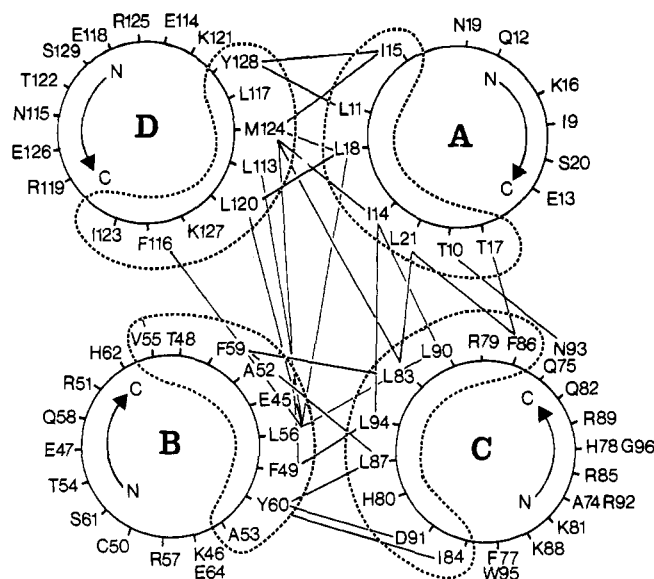 R125 E114
E118 K121
S129 Y128
T122 N L117
N115 D M124
E126 L113
R119 C L120
I123 F116 K127
N19
I15 Q12
N K16
L11 I9
L18 A S20
C E13
I14
L21 T10 T17
V55 T48
H62 F59
R51 C A52
Q58 E45
E47 B L56
T54 N F49
S61 Y60
C50 A53
R57 K46
E64
R79 F86 N93
L90 Q75
L83 Q82
C R89
L94 H78 G96
L87 C R85
H80 N A74 R92
D91 K81
I84 K88
F77
W95